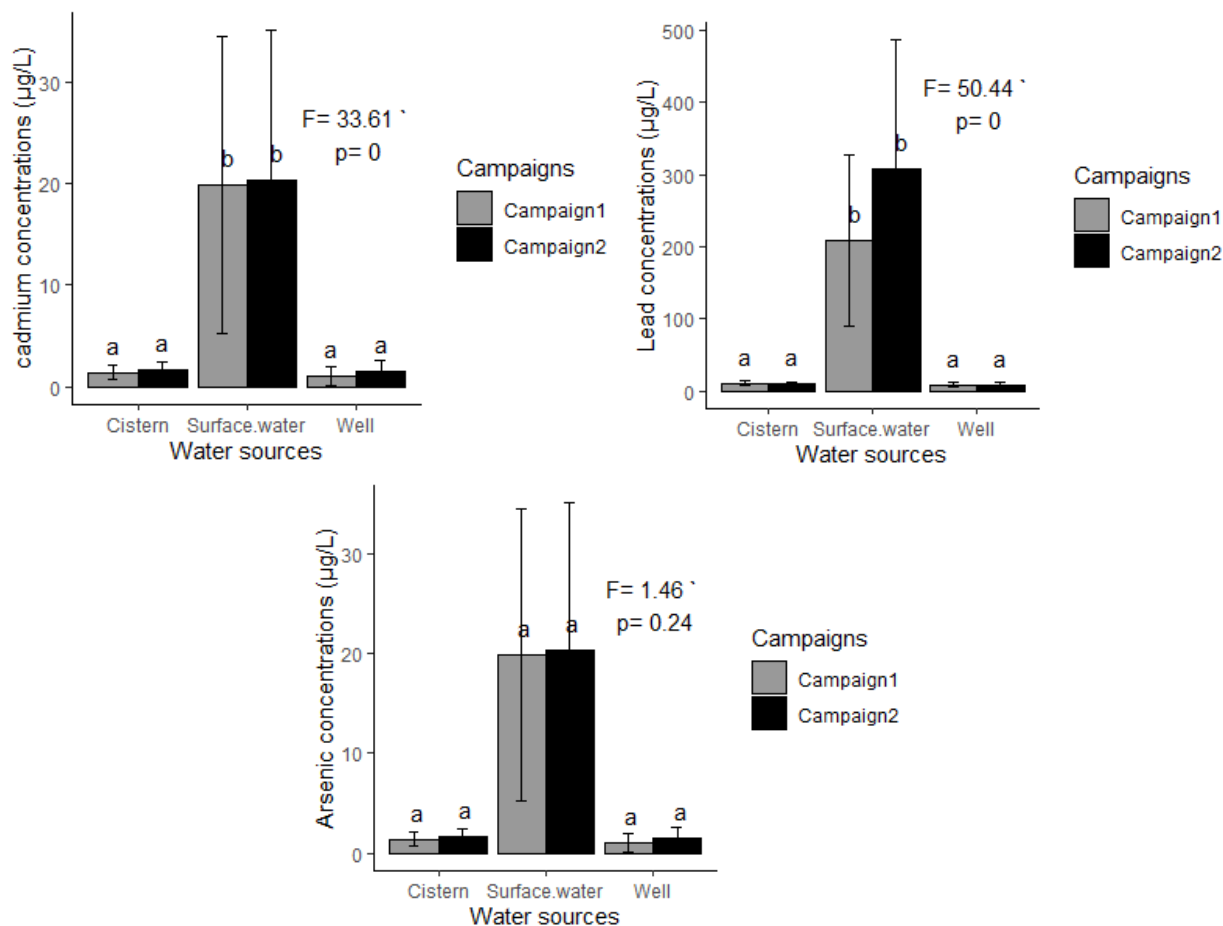 cadmium concentrations (µg/L)
30
20
10
0
F= 33.61 `
p= 0
b b
a a a a
Cistern Surface.water Well
Water sources
Campaigns
Campaign1
Campaign2
Lead concentrations (µg/L)
500
400
300
200
100
0
F= 50.44 `
p= 0
b
b
a a a a
Cistern Surface.water Well
Water sources
Campaigns
Campaign1
Campaign2
Arsenic concentrations (µg/L)
30
20
10
0
F= 1.46 `
p= 0.24
a a
a a a a
Cistern Surface.water Well
Water sources
Campaigns
Campaign1
Campaign2